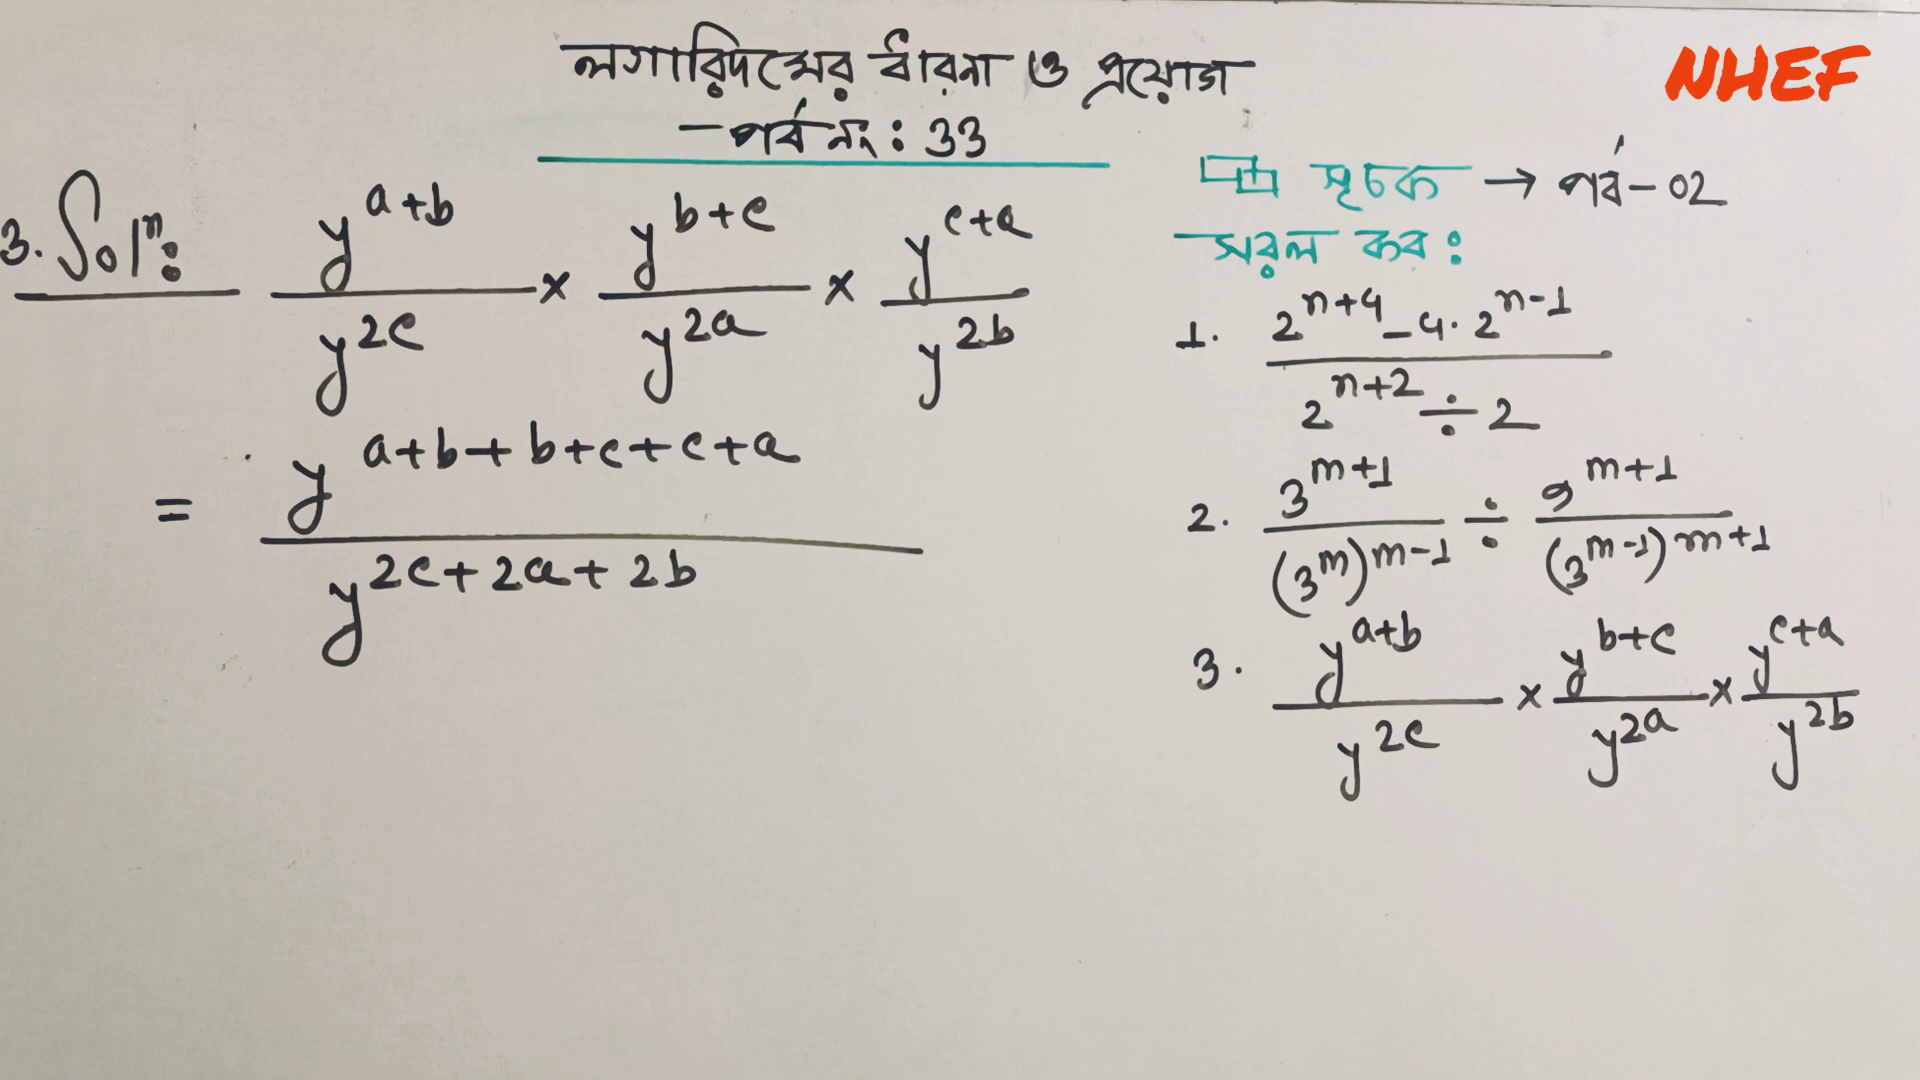 লগারিদমের ধারনা ও প্রয়োগ
– পর্ব নং : 33
NHEF
সূচক → পর্ব – 02
সরল কর :
3. Solⁿ: y^{a+b}/y^{2c} × y^{b+c}/y^{2a} × y^{c+a}/y^{2b}
= y^{a+b+b+c+c+a}/y^{2c+2a+2b}
1. (2^{n+4} – 4·2^{n-1})/(2^{n+2} ÷ 2)
2. 3^{m+1}/(3^m)^{m-1} ÷ 9^{m+1}/(3^{m-1})^{m+1}
3. y^{a+b}/y^{2c} × y^{b+c}/y^{2a} × y^{c+a}/y^{2b}